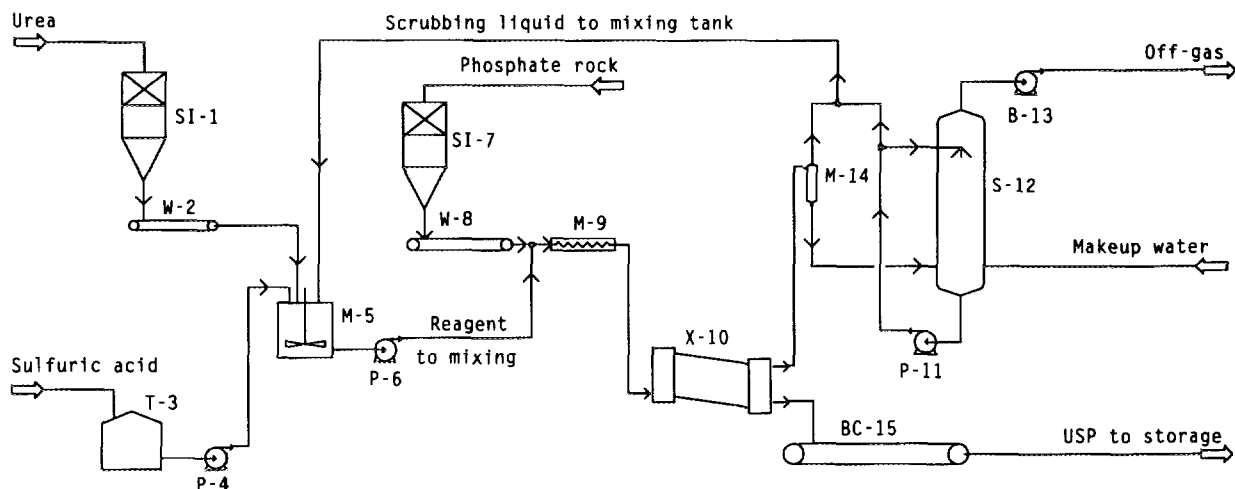 Urea
Scrubbing liquid to mixing tank
Off-gas
Phosphate rock
B-13
SI-1
SI-7
M-14
S-12
W-2
W-8
M-9
Makeup water
M-5
Reagent
to mixing
X-10
P-6
P-11
Sulfuric acid
T-3
BC-15
USP to storage
P-4